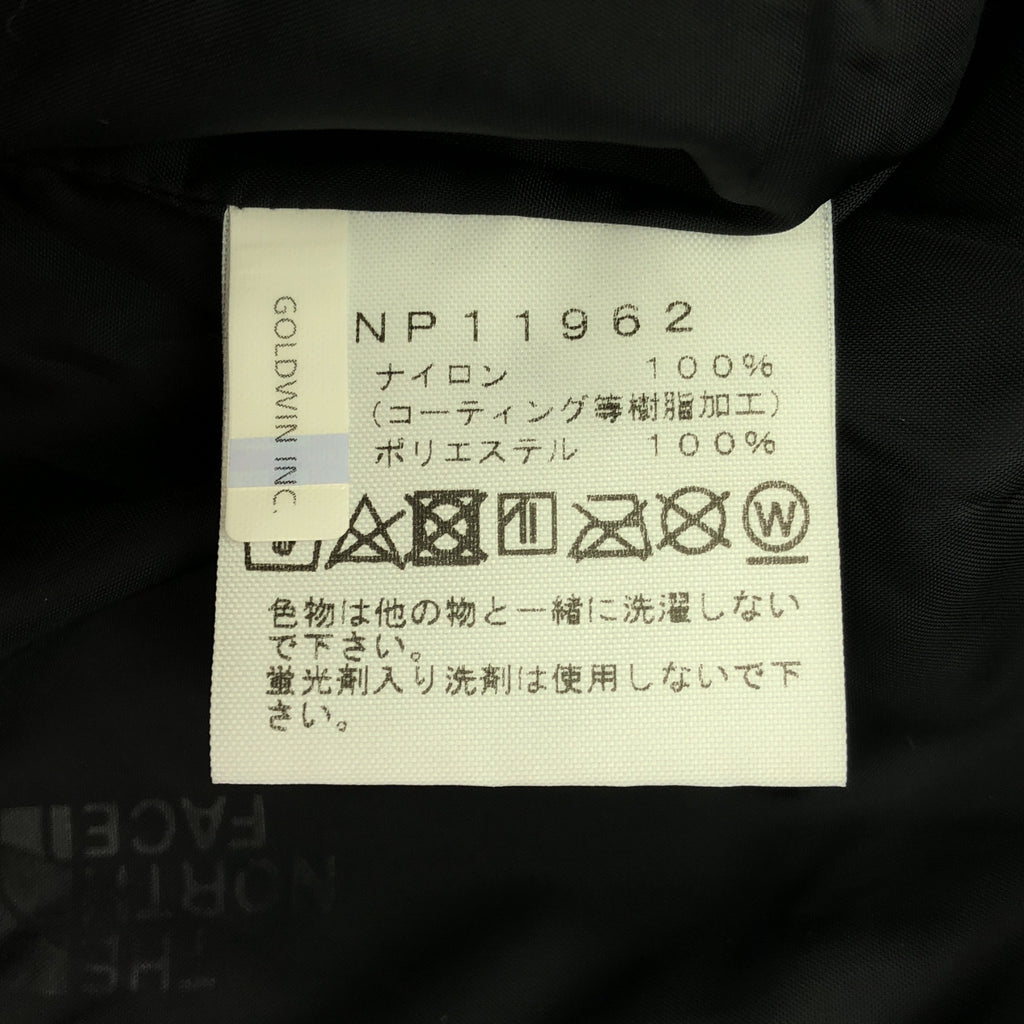 GOLDWIN INC.
NP11962
ナイロン 100%
(コーティング等樹脂加工)
ポリエステル 100%
W
色物は他の物と一緒に洗濯しない
で下さい。
蛍光剤入り洗剤は使用しないで下
さい。
THE
NORTH
FACE